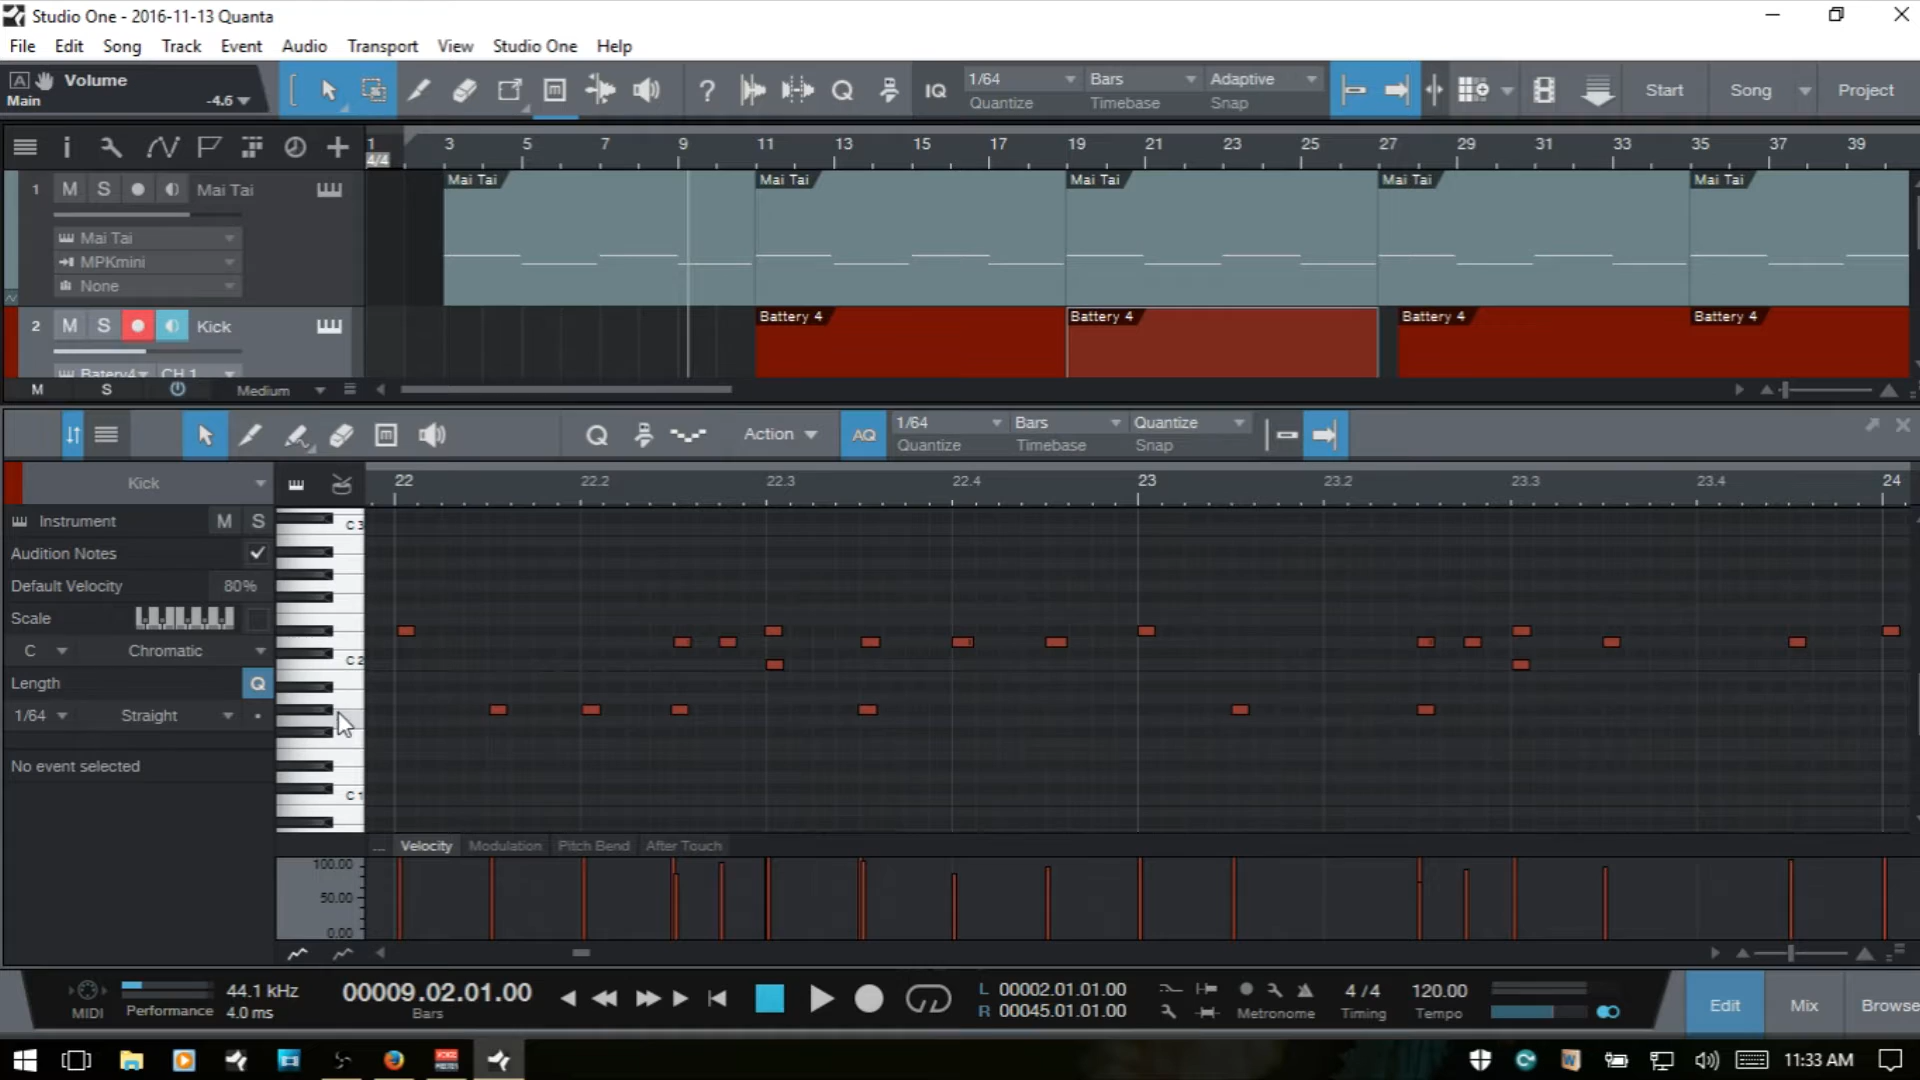 Studio One - 2016-11-13 Quanta
File Edit Song Track Event Audio Transport View Studio One Help
A Volume
Main -4.6
? Q IQ 1/64 Bars Adaptive Start Song Project
Quantize Timebase Snap
1 3 5 7 9 11 13 15 17 19 21 23 25 27 29 31 33 35 37 39
4/4
1 M S Mai Tai
Mai Tai Mai Tai Mai Tai Mai Tai Mai Tai
Mai Tai
MPKmini
None
2 M S Kick
Battery 4 Battery 4 Battery 4 Battery 4
Batery4 CH 1
M S Medium
Q Action AQ 1/64 Bars Quantize
Quantize Timebase Snap
Kick
22 22.2 22.3 22.4 23 23.2 23.3 23.4 24
Instrument M S
C 3
Audition Notes
Default Velocity 80%
Scale
C Chromatic
C 2
Length Q
1/64 Straight
No event selected
C 1
... Velocity Modulation Pitch Bend After Touch
100.00
50.00
0.00
MIDI Performance 44.1 kHz
4.0 ms
00009.02.01.00
Bars
L 00002.01.01.00
R 00045.01.01.00
Metronome
4 / 4
Timing
120.00
Tempo
Edit Mix Browse
11:33 AM